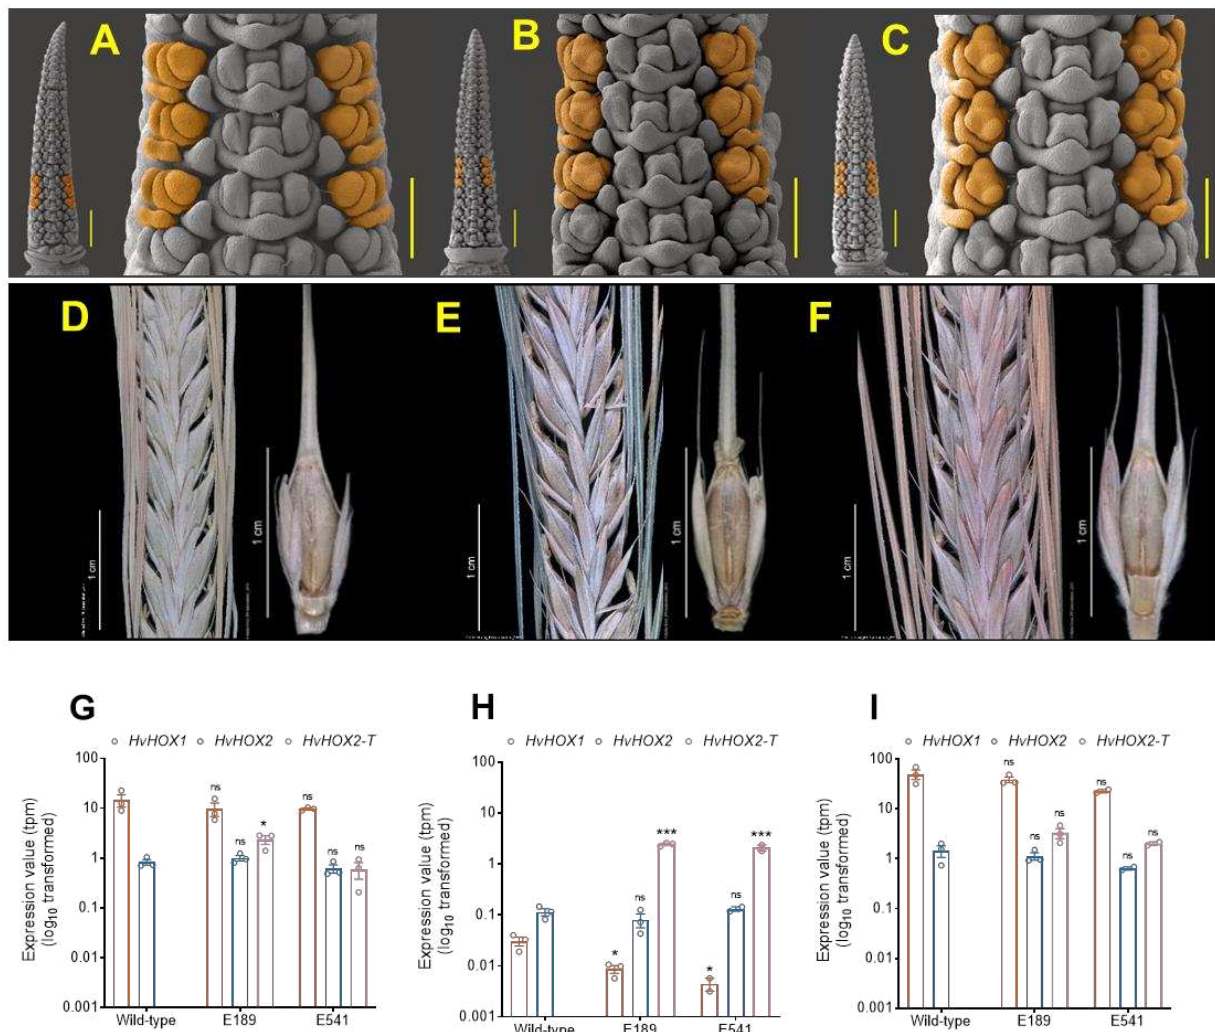 A
B
C
D
E
F
1 cm
1 cm
1 cm
1 cm
1 cm
1 cm
G
HvHOX1
HvHOX2
HvHOX2-T
Expression value (tpm)
(log10 transformed)
100
10
1
0.1
0.01
0.001
ns
ns
*
ns
ns
ns
Wild-type
E189
E541
H
HvHOX1
HvHOX2
HvHOX2-T
Expression value (tpm)
(log10 transformed)
100
10
1
0.1
0.01
0.001
*
ns
***
*
ns
***
Wild-type
E189
E541
I
HvHOX1
HvHOX2
HvHOX2-T
Expression value (tpm)
(log10 transformed)
100
10
1
0.1
0.01
0.001
ns
ns
ns
ns
ns
ns
Wild-type
E189
E541